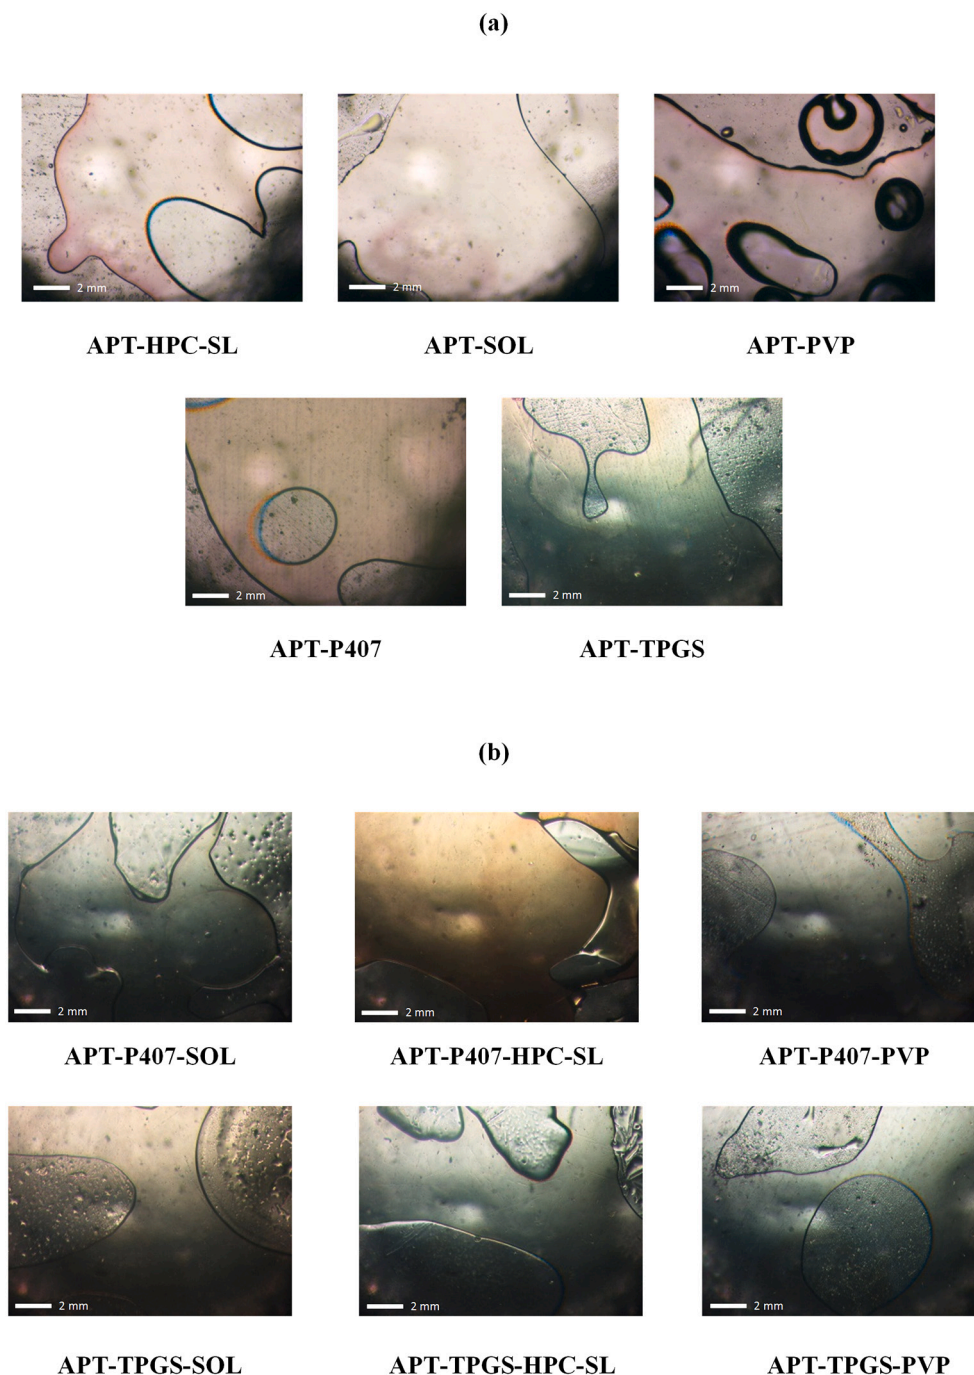 (a)
2 mm
2 mm
2 mm
APT-HPC-SL
APT-SOL
APT-PVP
2 mm
2 mm
APT-P407
APT-TPGS
(b)
2 mm
2 mm
2 mm
APT-P407-SOL
APT-P407-HPC-SL
APT-P407-PVP
2 mm
2 mm
2 mm
APT-TPGS-SOL
APT-TPGS-HPC-SL
APT-TPGS-PVP